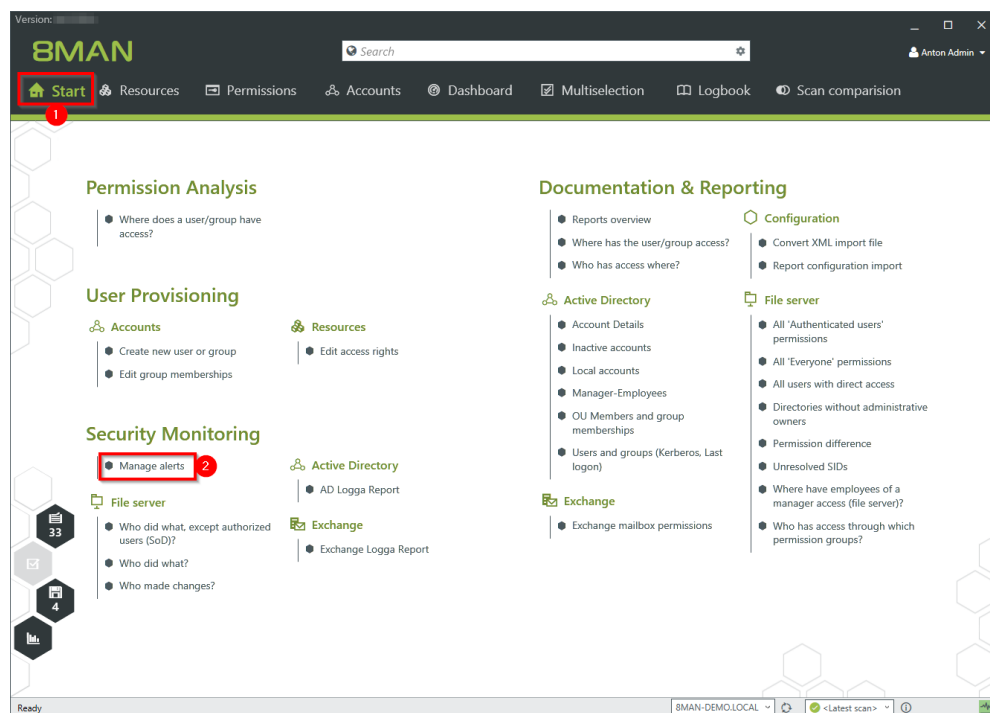 Version:
8MAN
Search
Anton Admin
Start
Resources
Permissions
Accounts
Dashboard
Multiselection
Logbook
Scan comparision
1
Permission Analysis
Where does a user/group have
access?
User Provisioning
Accounts
Create new user or group
Edit group memberships
Resources
Edit access rights
Security Monitoring
Manage alerts
2
File server
Who did what, except authorized
users (SoD)?
Who did what?
Who made changes?
Active Directory
AD Logga Report
Exchange
Exchange Logga Report
Documentation & Reporting
Reports overview
Where has the user/group access?
Who has access where?
Configuration
Convert XML import file
Report configuration import
Active Directory
Account Details
Inactive accounts
Local accounts
Manager-Employees
OU Members and group
memberships
Users and groups (Kerberos, Last
logon)
Exchange
Exchange mailbox permissions
File server
All 'Authenticated users'
permissions
All 'Everyone' permissions
All users with direct access
Directories without administrative
owners
Permission difference
Unresolved SIDs
Where have employees of a
manager access (file server)?
Who has access through which
permission groups?
33
4
Ready
8MAN-DEMO.LOCAL
<Latest scan>